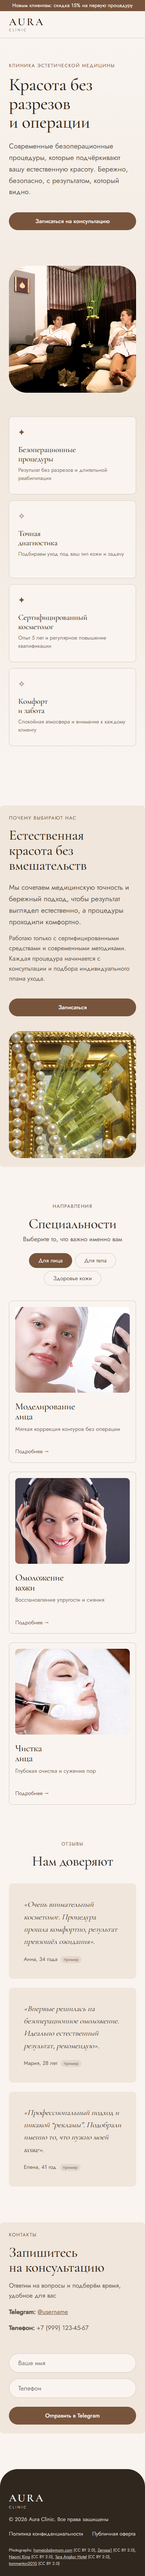 Новым клиентам: скидка 15% на первую процедуру
AURA
CLINIC
КЛИНИКА ЭСТЕТИЧЕСКОЙ МЕДИЦИНЫ
Красота без
разрезов
и операции
Современные безоперационные
процедуры, которые подчёркивают
вашу естественную красоту. Бережно,
безопасно, с результатом, который
видно.
Записаться на консультацию
Безоперационные
процедуры
Результат без разрезов и длительной
реабилитации
Точная
диагностика
Подбираем уход под ваш тип кожи и задачу
Сертифицированный
косметолог
Опыт 5 лет и регулярное повышение
квалификации
Комфорт
и забота
Спокойная атмосфера и внимание к каждому
клиенту
ПОЧЕМУ ВЫБИРАЮТ НАС
Естественная
красота без
вмешательств
Мы сочетаем медицинскую точность и
бережный подход, чтобы результат
выглядел естественно, а процедуры
проходили комфортно.
Работаю только с сертифицированными
средствами и современными методиками.
Каждая процедура начинается с
консультации и подбора индивидуального
плана ухода.
Записаться
НАПРАВЛЕНИЯ
Специальности
Выберите то, что важно именно вам
Для лица
Для тела
Здоровье кожи
Моделирование
лица
Мягкая коррекция контуров без операции
Подробнее →
Омоложение
кожи
Восстановление упругости и сияния
Подробнее →
Чистка
лица
Глубокая очистка и сужение пор
Подробнее →
ОТЗЫВЫ
Нам доверяют
«Очень внимательный
косметолог. Процедура
прошла комфортно, результат
превзошёл ожидания».
Анна, 34 года пример
«Впервые решилась на
безоперационное омоложение.
Идеально естественный
результат, рекомендую».
Мария, 28 лет пример
«Профессиональный подход и
никакой "рекламы". Подобрали
именно то, что нужно моей
коже».
Елена, 41 год пример
КОНТАКТЫ
Запишитесь
на консультацию
Ответим на вопросы и подберём время,
удобное для вас
Telegram: @username
Телефон: +7 (999) 123-45-67
Ваше имя
Телефон
Отправить в Telegram
AURA
CLINIC
© 2026 Aura Clinic. Все права защищены
Политика конфиденциальности Публичная оферта